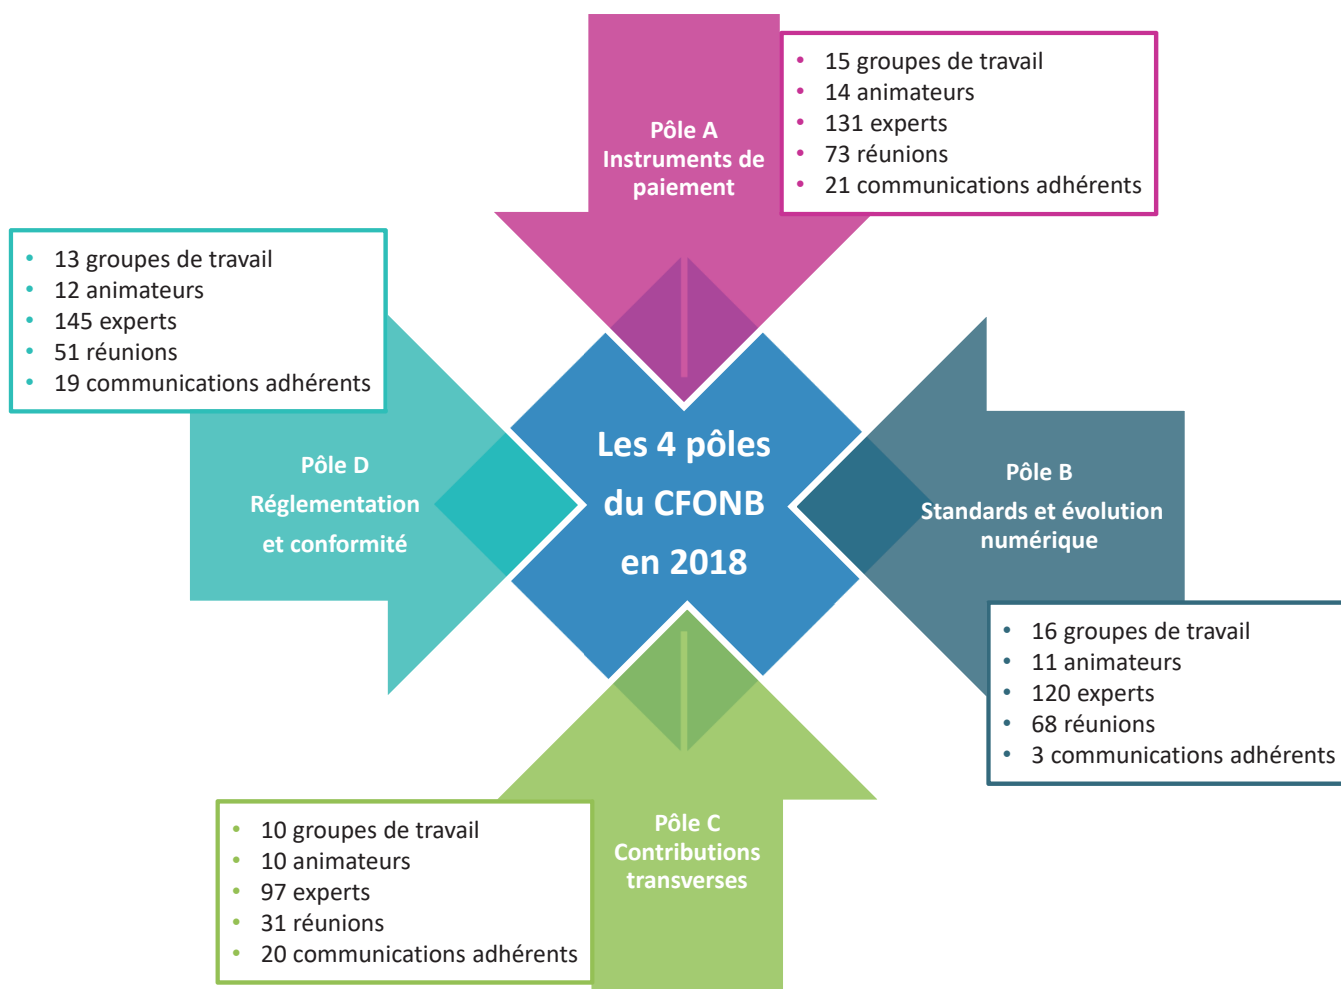 Pôle A
Instruments de
paiement
• 15 groupes de travail
• 14 animateurs
• 131 experts
• 73 réunions
• 21 communications adhérents
• 13 groupes de travail
• 12 animateurs
• 145 experts
• 51 réunions
• 19 communications adhérents
Pôle D
Réglementation
et conformité
Les 4 pôles
du CFONB
en 2018
Pôle B
Standards et évolution
numérique
• 16 groupes de travail
• 11 animateurs
• 120 experts
• 68 réunions
• 3 communications adhérents
• 10 groupes de travail
• 10 animateurs
• 97 experts
• 31 réunions
• 20 communications adhérents
Pôle C
Contributions
transverses